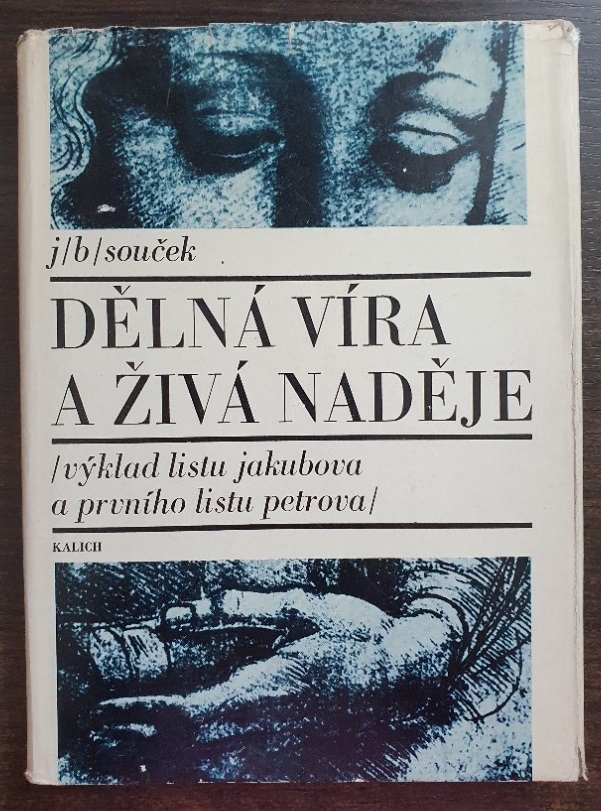 j/b/souček
DĚLNÁ VÍRA
A ŽIVÁ NADĚJE
/výklad listu jakubova
a prvního listu petrova/
KALICH